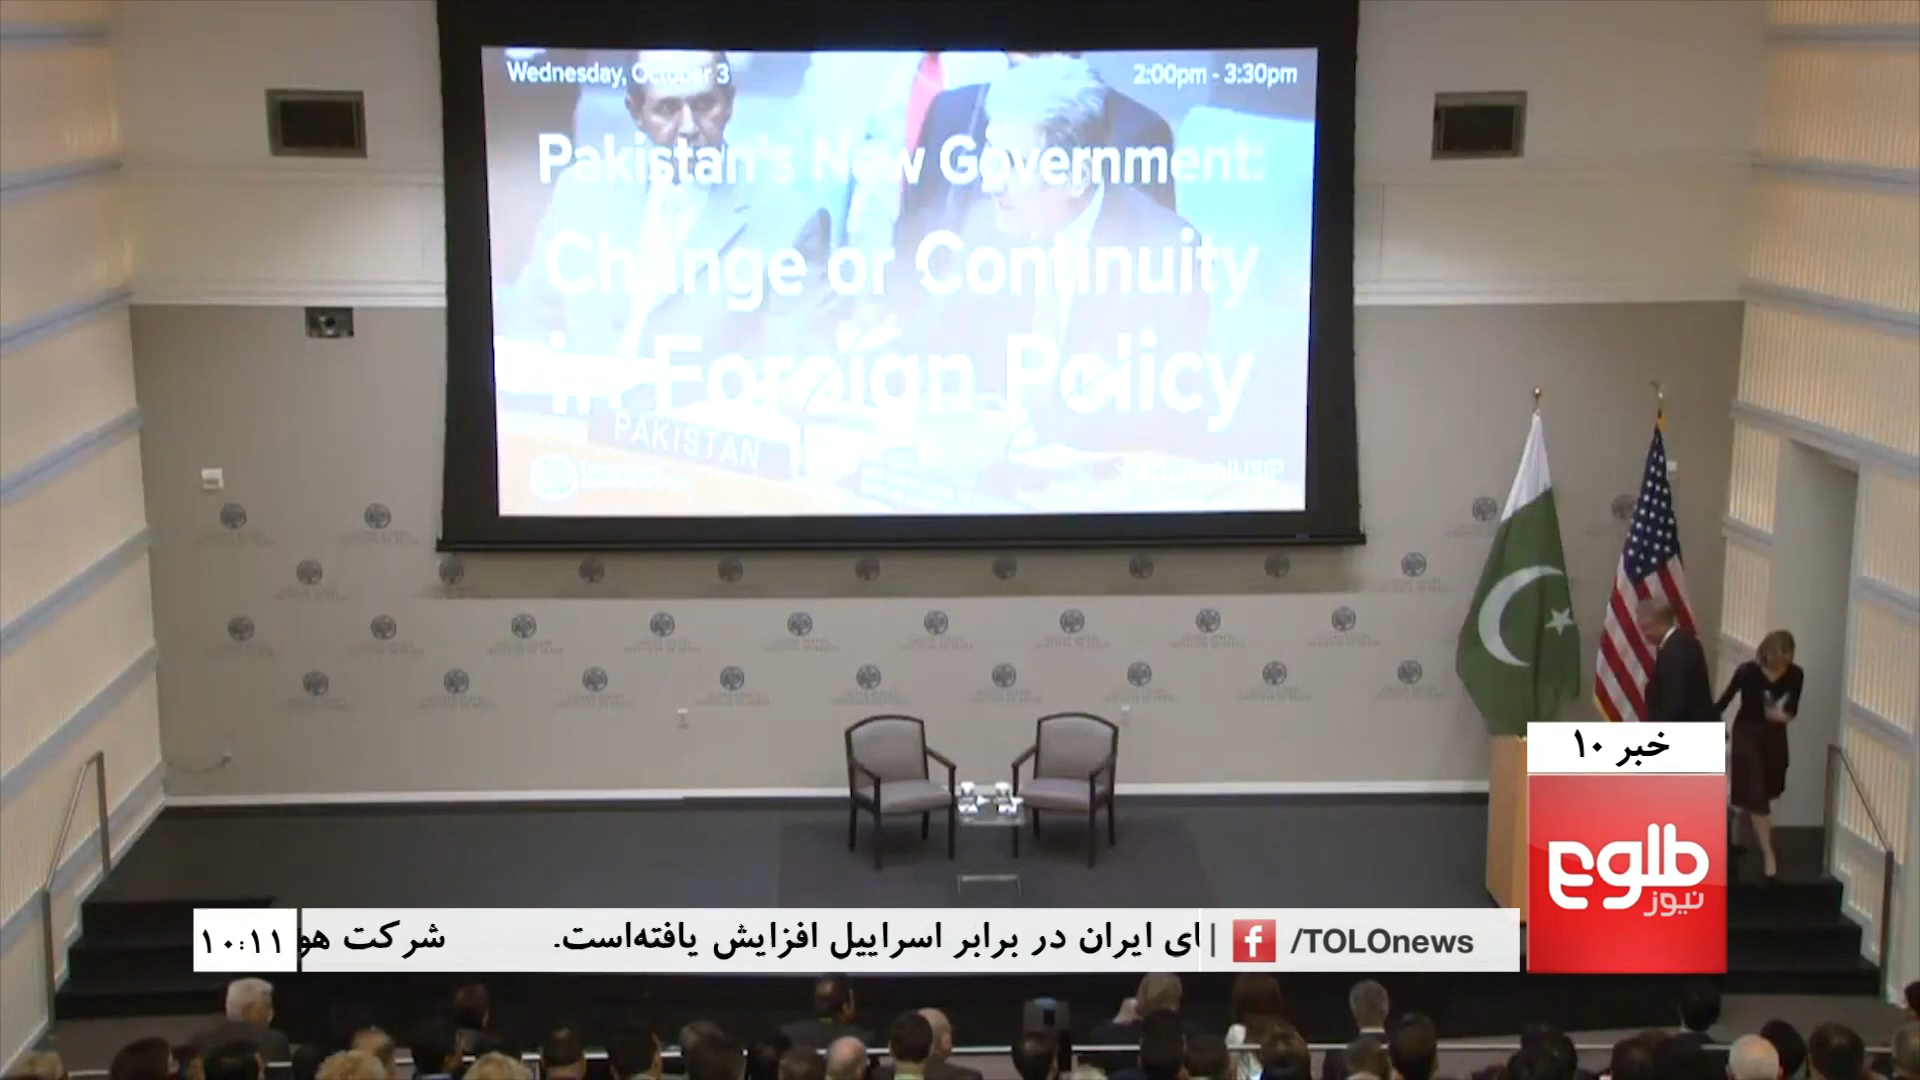 Wednesday, October 3
2:00pm - 3:30pm
Pakistan's New Government:
Change or Continuity
in Foreign Policy
PAKISTAN
خبر ۱۰
طلوع
نیوز
۱۰:۱۱
شرکت هو
ای ایران در برابر اسراییل افزایش یافته‌است.
/TOLOnews